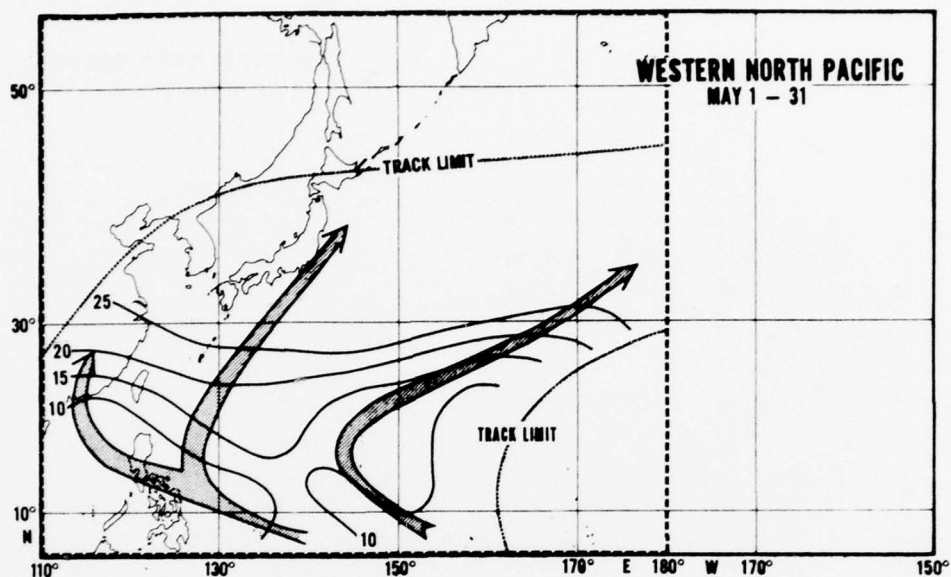 WESTERN NORTH PACIFIC
MAY 1 – 31
50°
TRACK LIMIT
25
30°
20
15
10
TRACK LIMIT
10°
N
10
110°
130°
150°
170°
E
180°
W
170°
150°